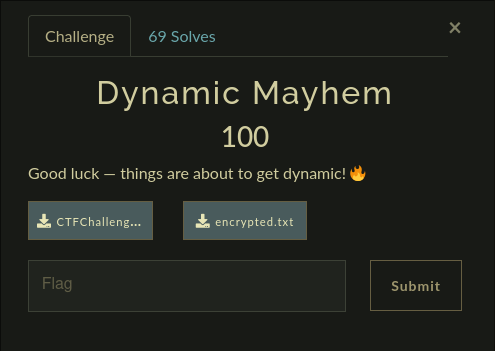 Challenge 69 Solves ×
Dynamic Mayhem
100
Good luck — things are about to get dynamic! 🔥
CTFChalleng... encrypted.txt
Flag Submit